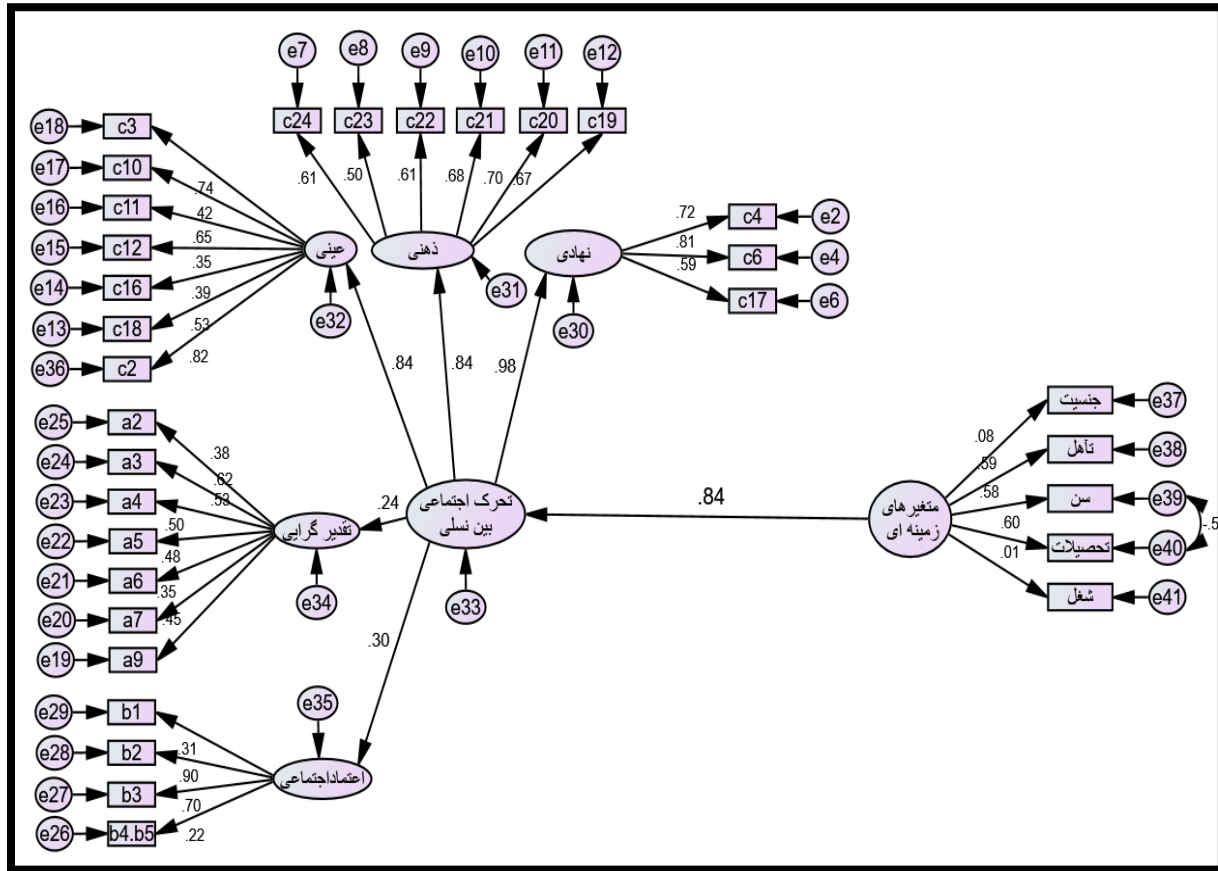 e7
e8
e9
e10
e11
e12
c24
c23
c22
c21
c20
c19
.61
.50
.61
.68
.70
.67
e18
c3
e17
c10
e16
c11
e15
c12
e14
c16
e13
c18
e36
c2
.74
.42
.65
.35
.39
.53
.82
عینی
e32
ذهنی
e31
نهادی
e30
.72
.81
.59
c4
e2
c6
e4
c17
e6
.84
.84
.98
e25
a2
e24
a3
e23
a4
e22
a5
e21
a6
e20
a7
e19
a9
.38
.62
.53
.50
.48
.35
.45
تقدیر گرایی
e34
.24
تحرک اجتماعی
بین نسلی
e33
.84
متغیرهای
زمینه ای
.08
.59
.58
.60
.01
جنسیت
e37
تآهل
e38
سن
e39
تحصیلات
e40
شغل
e41
-.5
.30
e29
b1
e28
b2
e27
b3
e26
b4.b5
.31
.90
.70
.22
e35
اعتماداجتماعی